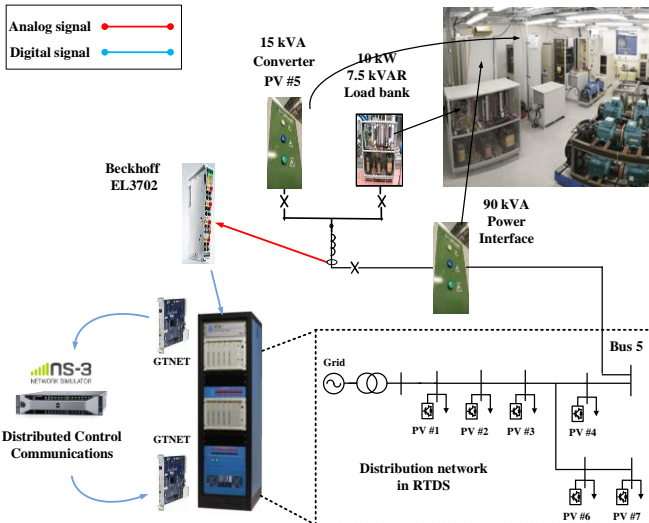 Analog signal
Digital signal
15 kVA
Converter
PV #5
10 kW
7.5 kVAR
Load bank
Beckhoff
EL3702
90 kVA
Power
Interface
GTNET
NS-3
NETWORK SIMULATOR
Distributed Control
Communications
GTNET
Bus 5
Grid
PV #1
PV #2
PV #3
PV #4
Distribution network
in RTDS
PV #6
PV #7